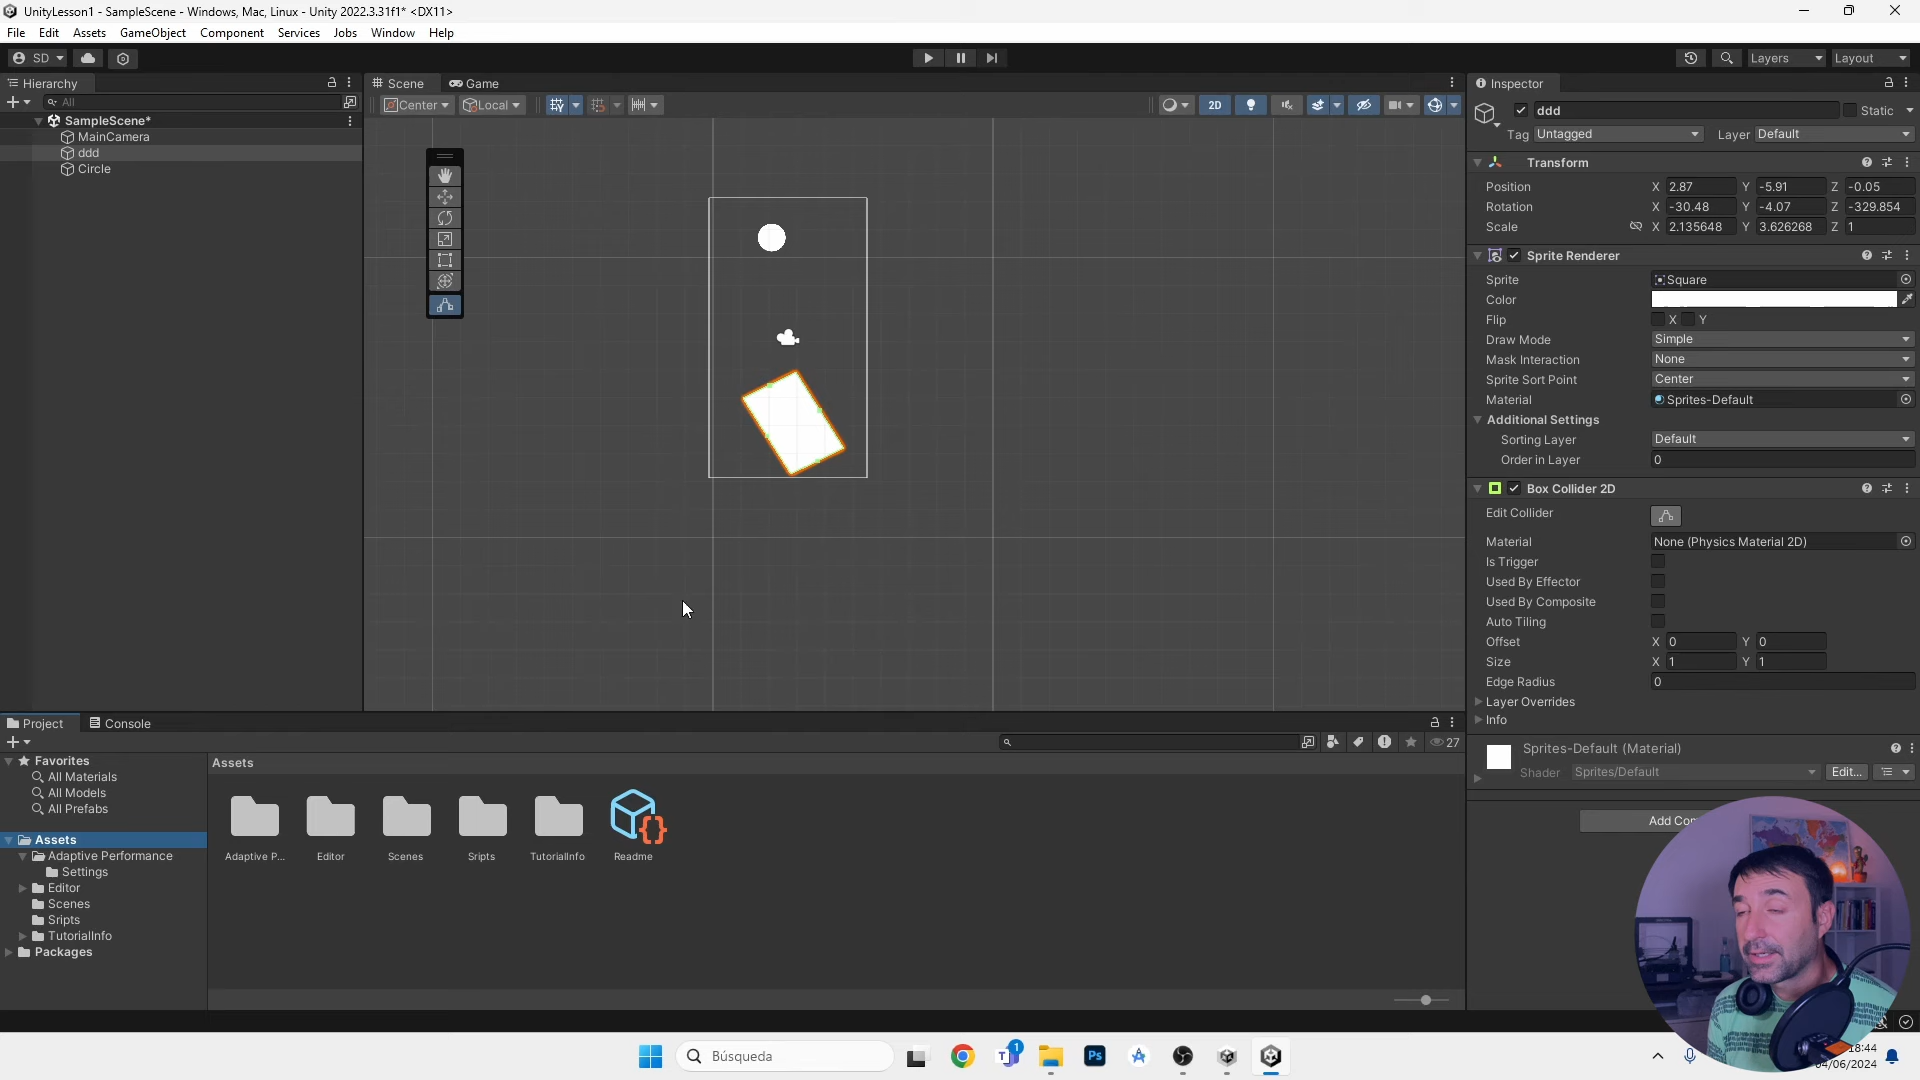 UnityLesson1 - SampleScene - Windows, Mac, Linux - Unity 2022.3.31f1* <DX11>
File Edit Assets GameObject Component Services Jobs Window Help
SD Layers Layout
Hierarchy
All
SampleScene*
MainCamera
ddd
Circle
Scene Game
Center Local 2D
Inspector
ddd Static
Tag Untagged Layer Default
Transform
Position X 2.87 Y -5.91 Z -0.05
Rotation X -30.48 Y -4.07 Z -329.854
Scale X 2.135648 Y 3.626268 Z 1
Sprite Renderer
Sprite Square
Color
Flip X Y
Draw Mode Simple
Mask Interaction None
Sprite Sort Point Center
Material Sprites-Default
Additional Settings
Sorting Layer Default
Order in Layer 0
Box Collider 2D
Edit Collider
Material None (Physics Material 2D)
Is Trigger
Used By Effector
Used By Composite
Auto Tiling
Offset X 0 Y 0
Size X 1 Y 1
Edge Radius 0
Layer Overrides
Info
Sprites-Default (Material)
Shader Sprites/Default Edit...
Project Console
27
Favorites
All Materials
All Models
All Prefabs
Assets
Adaptive Performance
Settings
Editor
Scenes
Sripts
TutorialInfo
Packages
Assets
Adaptive P... Editor Scenes Sripts TutorialInfo Readme
Búsqueda
1
Ps
18:44
04/06/2024